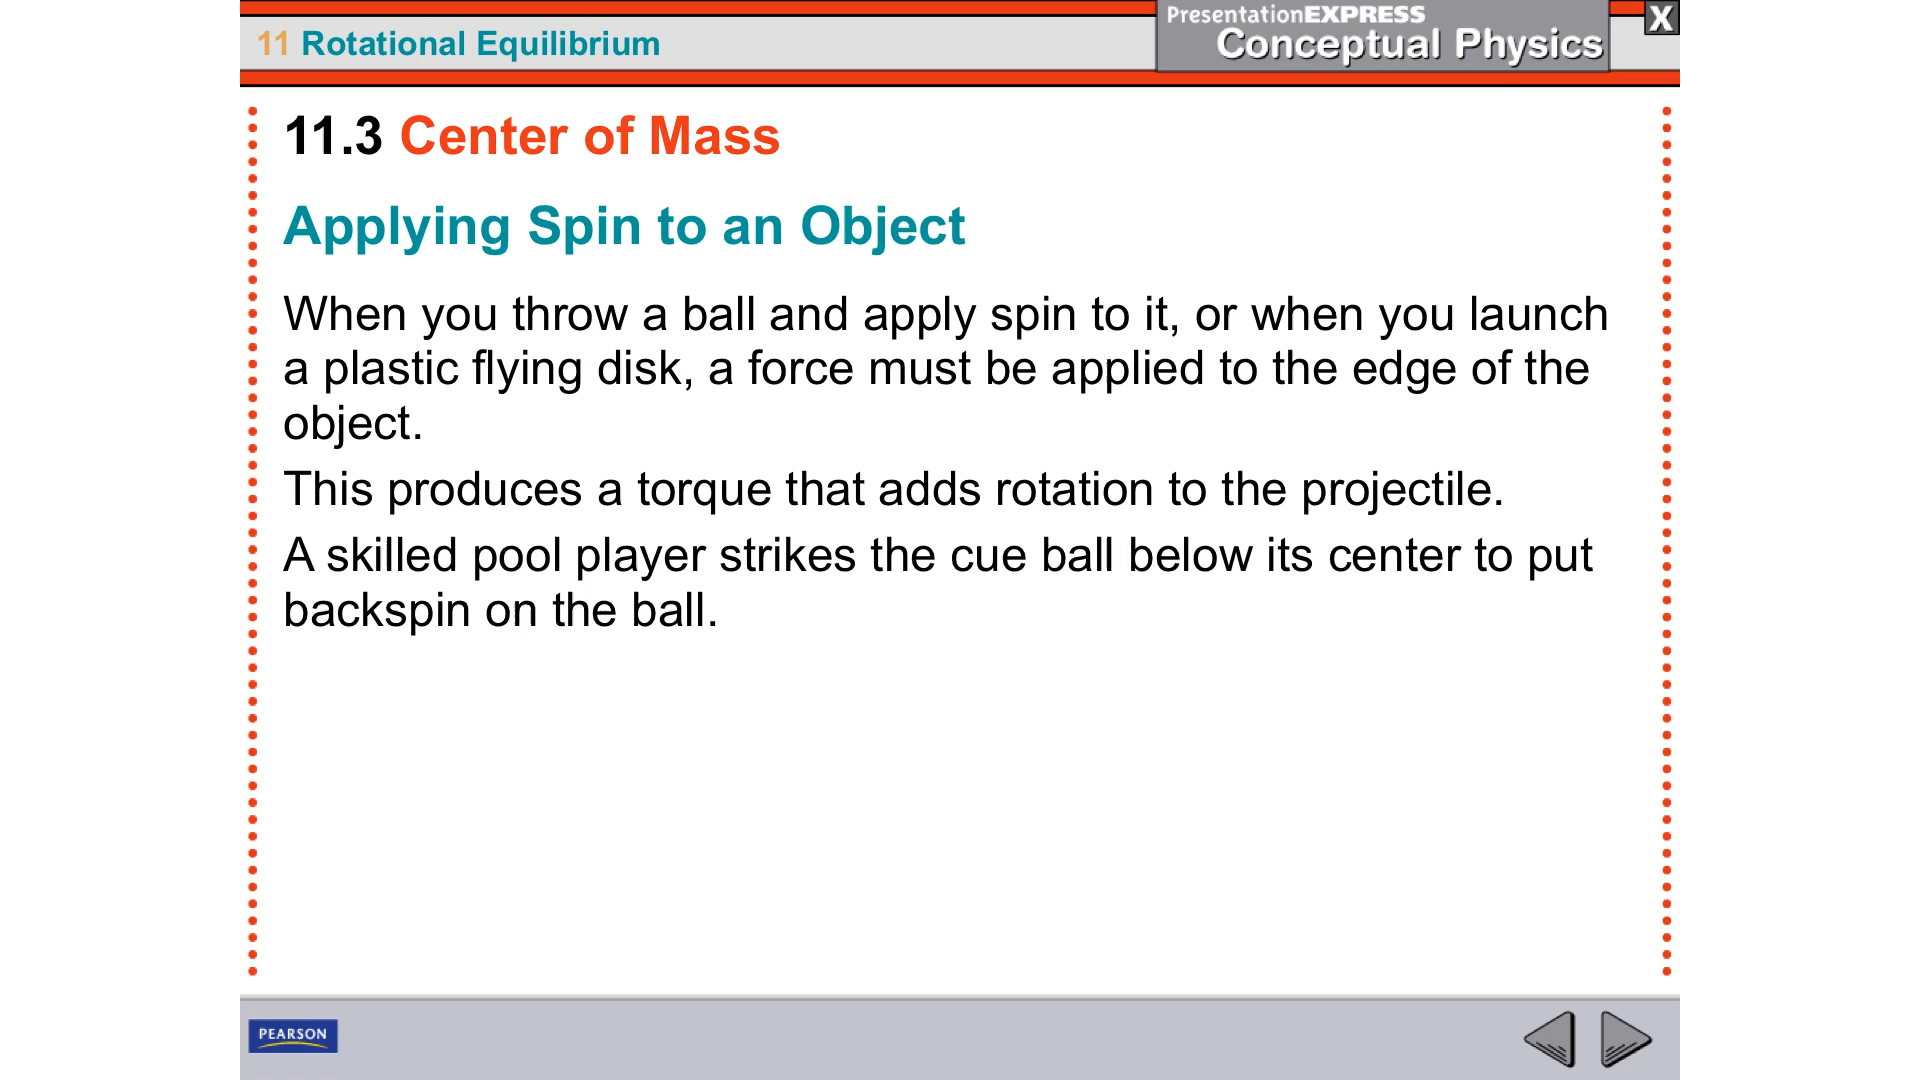 11 Rotational Equilibrium
PresentationEXPRESS
Conceptual Physics
X
11.3 Center of Mass
Applying Spin to an Object
When you throw a ball and apply spin to it, or when you launch
a plastic flying disk, a force must be applied to the edge of the
object.
This produces a torque that adds rotation to the projectile.
A skilled pool player strikes the cue ball below its center to put
backspin on the ball.
PEARSON